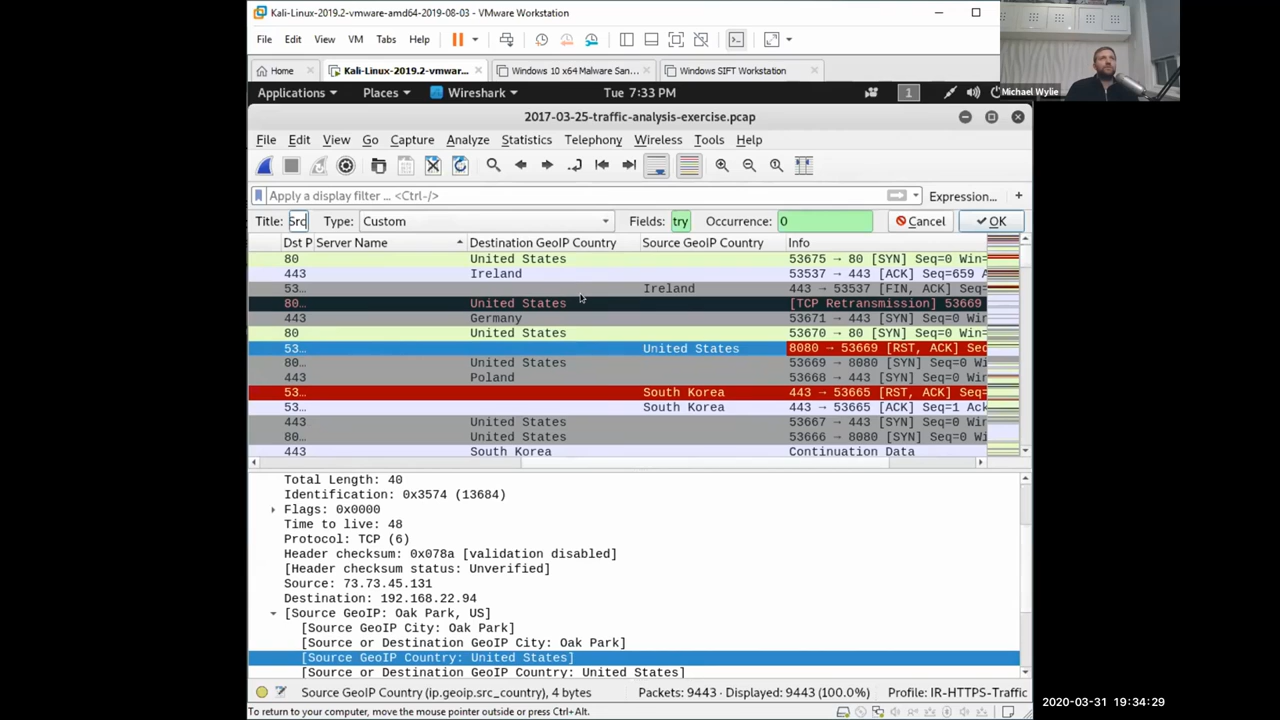 Kali-Linux-2019.2-vmware-amd64-2019-08-03 - VMware Workstation
File Edit View VM Tabs Help
Home Kali-Linux-2019.2-vmwar... Windows 10 x64 Malware San... Windows SIFT Workstation
Michael Wylie
Applications Places Wireshark Tue 7:33 PM 1
2017-03-25-traffic-analysis-exercise.pcap
File Edit View Go Capture Analyze Statistics Telephony Wireless Tools Help
Apply a display filter ... <Ctrl-/> Expression... +
Title: Src Type: Custom Fields: try Occurrence: 0 Cancel OK
Dst P Server Name Destination GeoIP Country Source GeoIP Country Info
80 United States 53675 → 80 [SYN] Seq=0 Win=
443 Ireland 53537 → 443 [ACK] Seq=659 A
53... Ireland 443 → 53537 [FIN, ACK] Seq=
80... United States [TCP Retransmission] 53669
443 Germany 53671 → 443 [SYN] Seq=0 Win
80 United States 53670 → 80 [SYN] Seq=0 Win=
53... United States 8080 → 53669 [RST, ACK] Seq
80... United States 53669 → 8080 [SYN] Seq=0 Wi
443 Poland 53668 → 443 [SYN] Seq=0 Win
53... South Korea 443 → 53665 [RST, ACK] Seq=
53... South Korea 443 → 53665 [ACK] Seq=1 Ack
443 United States 53667 → 443 [SYN] Seq=0 Win
80... United States 53666 → 8080 [SYN] Seq=0 Wi
443 South Korea Continuation Data
Total Length: 40
Identification: 0x3574 (13684)
Flags: 0x0000
Time to live: 48
Protocol: TCP (6)
Header checksum: 0x078a [validation disabled]
[Header checksum status: Unverified]
Source: 73.73.45.131
Destination: 192.168.22.94
[Source GeoIP: Oak Park, US]
[Source GeoIP City: Oak Park]
[Source or Destination GeoIP City: Oak Park]
[Source GeoIP Country: United States]
[Source or Destination GeoIP Country: United States]
Source GeoIP Country (ip.geoip.src_country), 4 bytes Packets: 9443 · Displayed: 9443 (100.0%) Profile: IR-HTTPS-Traffic
To return to your computer, move the mouse pointer outside or press Ctrl+Alt.
2020-03-31 19:34:29